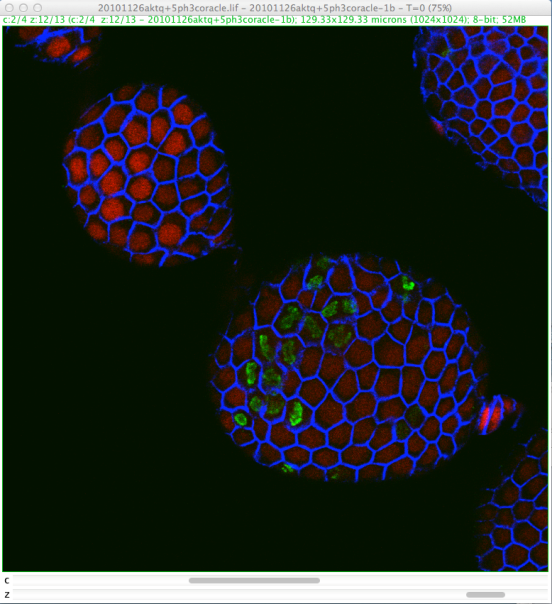 20101126aktq+5ph3coracle.lif - 20101126aktq+5ph3coracle-1b - T=0 (75%)
c:2/4 z:12/13 (c:2/4  z:12/13 - 20101126aktq+5ph3coracle-1b); 129.33x129.33 microns (1024x1024); 8-bit; 52MB
c
z